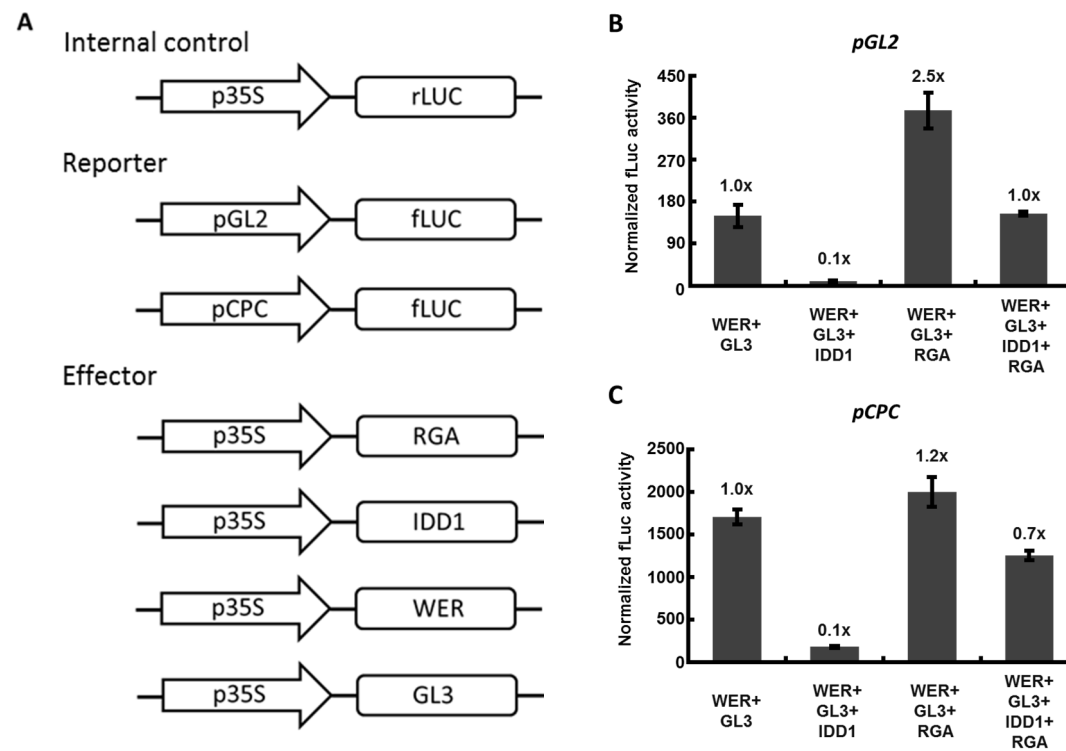 A
Internal control
p35S
rLUC
Reporter
pGL2
fLUC
pCPC
fLUC
Effector
p35S
RGA
p35S
IDD1
p35S
WER
p35S
GL3
B
pGL2
Normalized fLuc activity
450
360
270
180
90
0
1.0x
0.1x
2.5x
1.0x
WER+
GL3
WER+
GL3+
IDD1
WER+
GL3+
RGA
WER+
GL3+
IDD1+
RGA
C
pCPC
Normalized fLuc activity
2500
2000
1500
1000
500
0
1.0x
0.1x
1.2x
0.7x
WER+
GL3
WER+
GL3+
IDD1
WER+
GL3+
RGA
WER+
GL3+
IDD1+
RGA